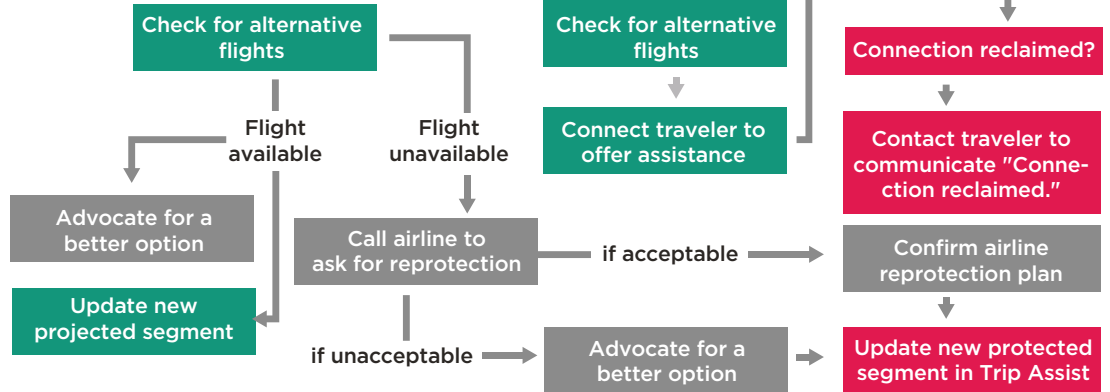 Check for alternative
flights
Check for alternative
flights
Connection reclaimed?
Flight
available
Flight
unavailable
Connect traveler to
offer assistance
Contact traveler to
communicate "Conne-
ction reclaimed."
Advocate for a
better option
Call airline to
ask for reprotection
if acceptable
Confirm airline
reprotection plan
Update new
projected segment
if unacceptable
Advocate for a
better option
Update new protected
segment in Trip Assist